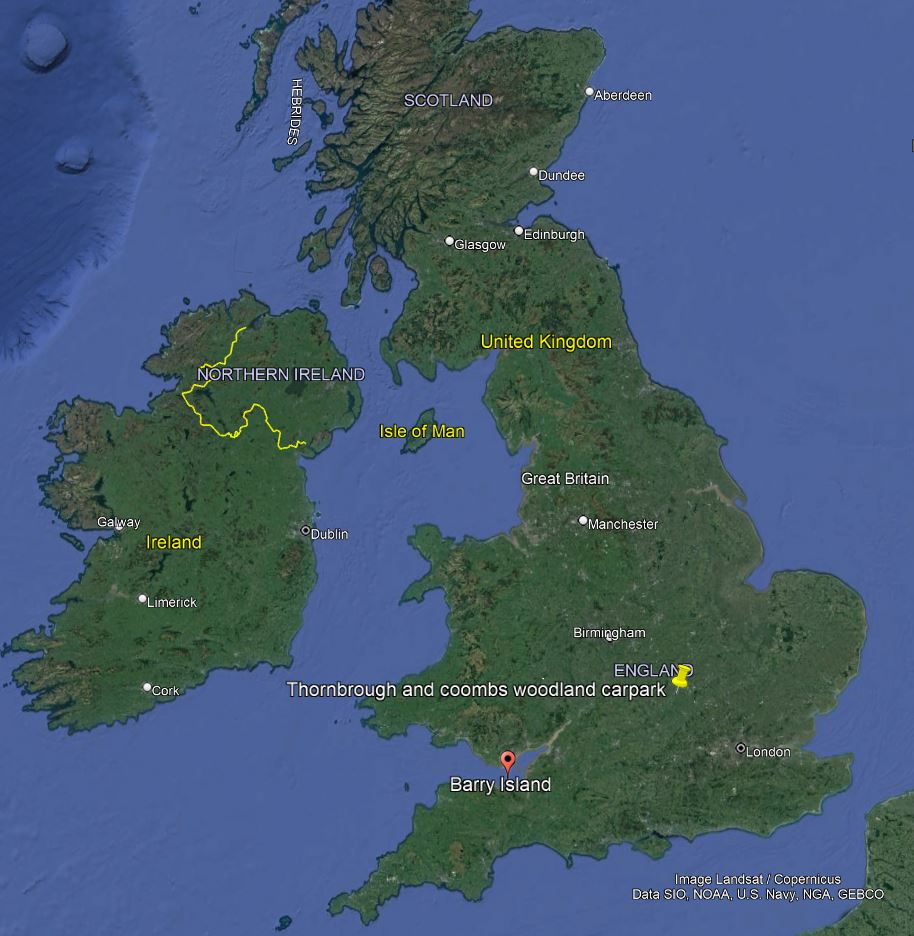 SCOTLAND
Aberdeen
HEBRIDES
Dundee
Edinburgh
Glasgow
United Kingdom
NORTHERN IRELAND
Isle of Man
Great Britain
Galway
Manchester
Dublin
Ireland
Limerick
Birmingham
ENGLAND
Thornbrough and coombs woodland carpark
Cork
London
Barry Island
Image Landsat / Copernicus
Data SIO, NOAA, U.S. Navy, NGA, GEBCO